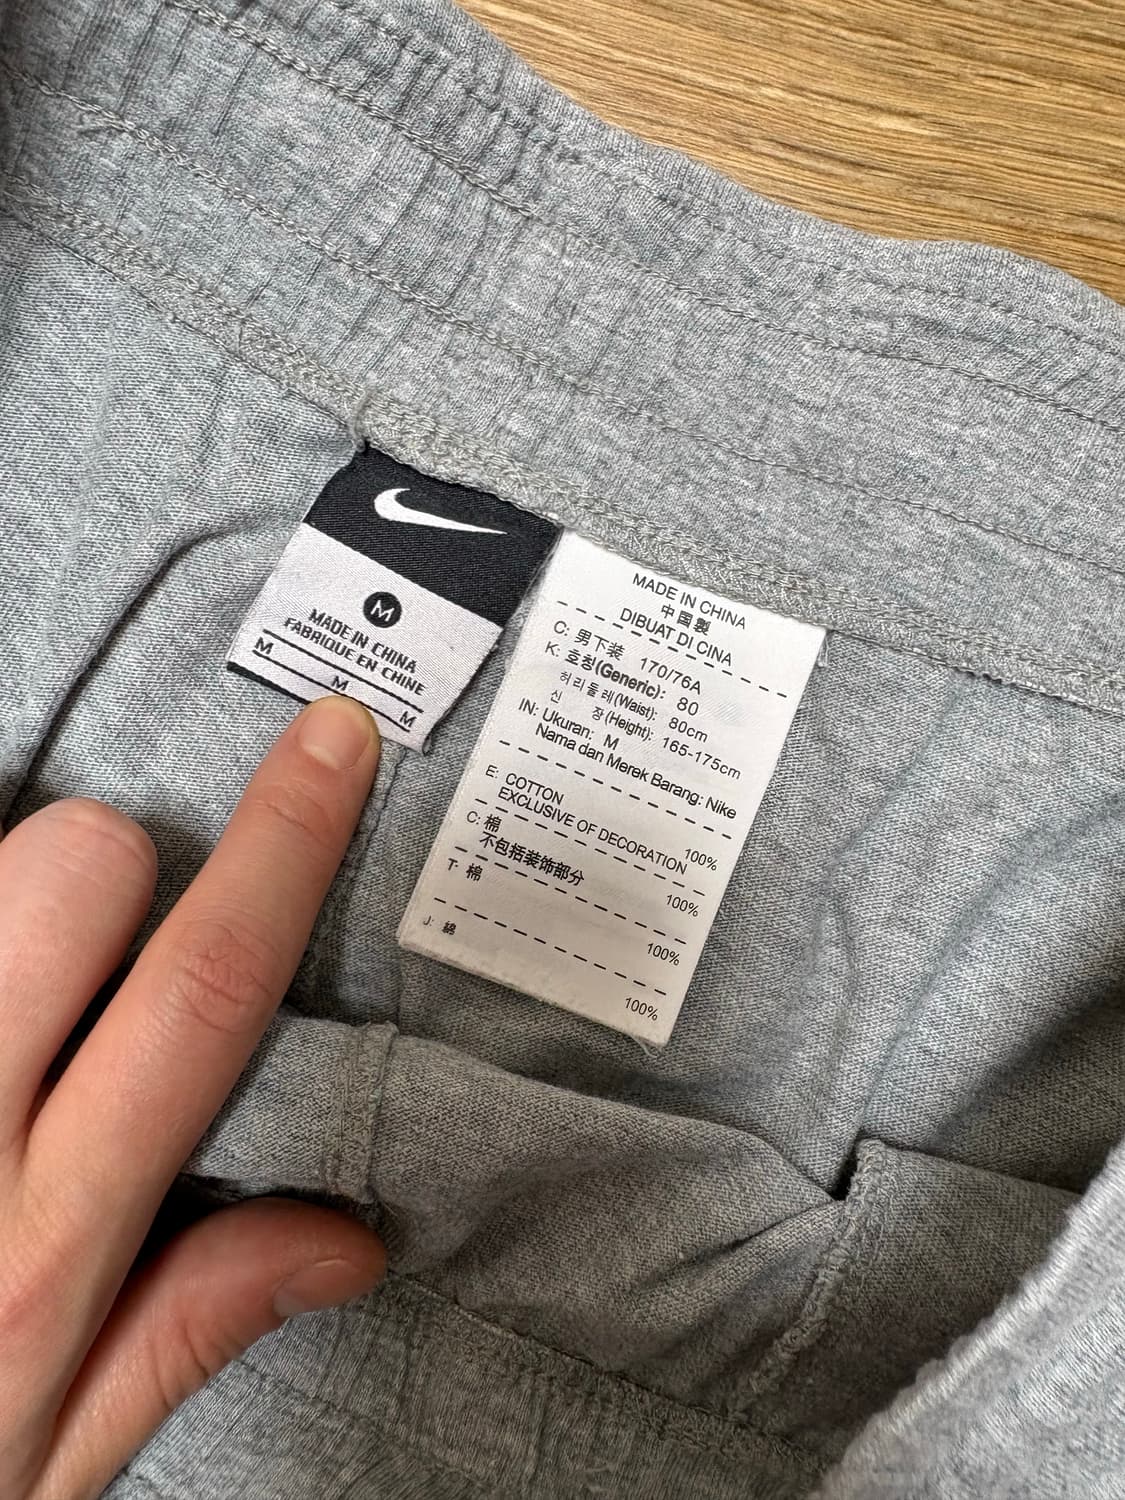 M
MADE IN CHINA
FABRIQUE EN CHINE
M
M
M
MADE IN CHINA
中国製
DIBUAT DI CINA
C: 男下装 170/76A
K: 호칭(Generic): 80
허리둘레(Waist): 80cm
신 장(Height): 165-175cm
IN: Ukuran: M
Nama dan Merek Barang: Nike
E: COTTON 100%
EXCLUSIVE OF DECORATION
C: 棉 100%
不包括装饰部分
T: 棉 100%
J: 綿 100%